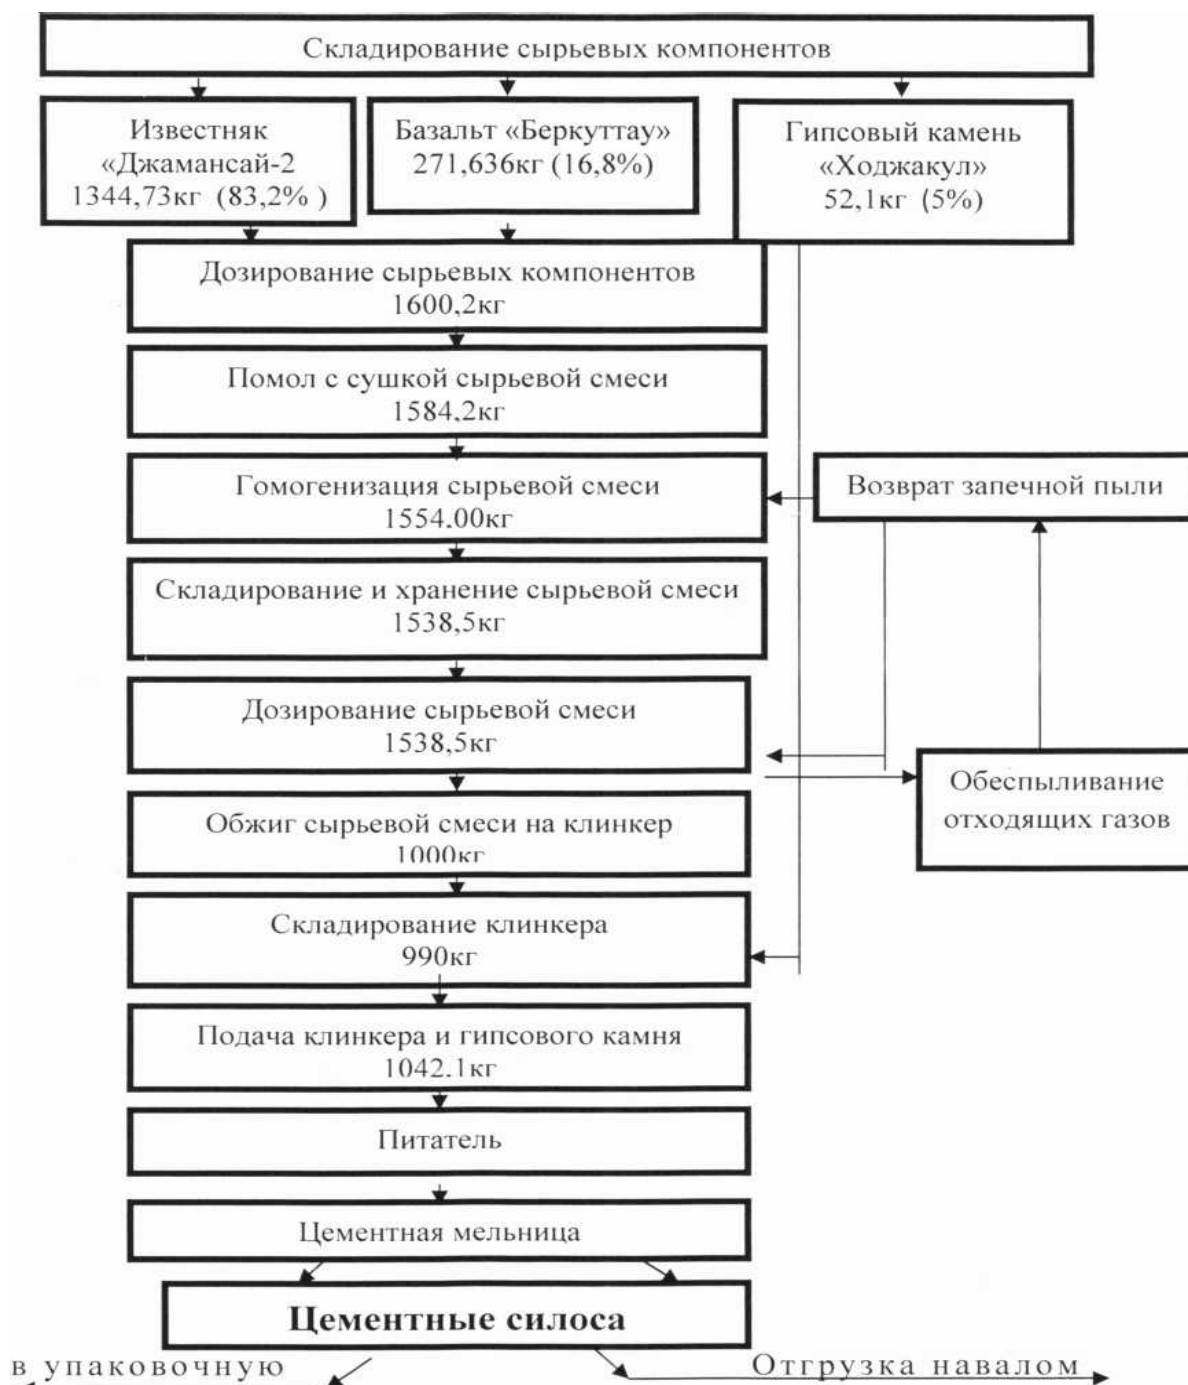 Складирование сырьевых компонентов
Известняк
«Джамансай-2
1344,73кг (83,2% )
Базальт «Беркуттау»
271,636кг (16,8%)
Гипсовый камень
«Ходжакул»
52,1кг (5%)
Дозирование сырьевых компонентов
1600,2кг
Помол с сушкой сырьевой смеси
1584,2кг
Гомогенизация сырьевой смеси
1554,00кг
Возврат запечной пыли
Складирование и хранение сырьевой смеси
1538,5кг
Дозирование сырьевой смеси
1538,5кг
Обеспыливание
отходящих газов
Обжиг сырьевой смеси на клинкер
1000кг
Складирование клинкера
990кг
Подача клинкера и гипсового камня
1042,1кг
Питатель
Цементная мельница
Цементные силоса
в упаковочную
Отгрузка навалом